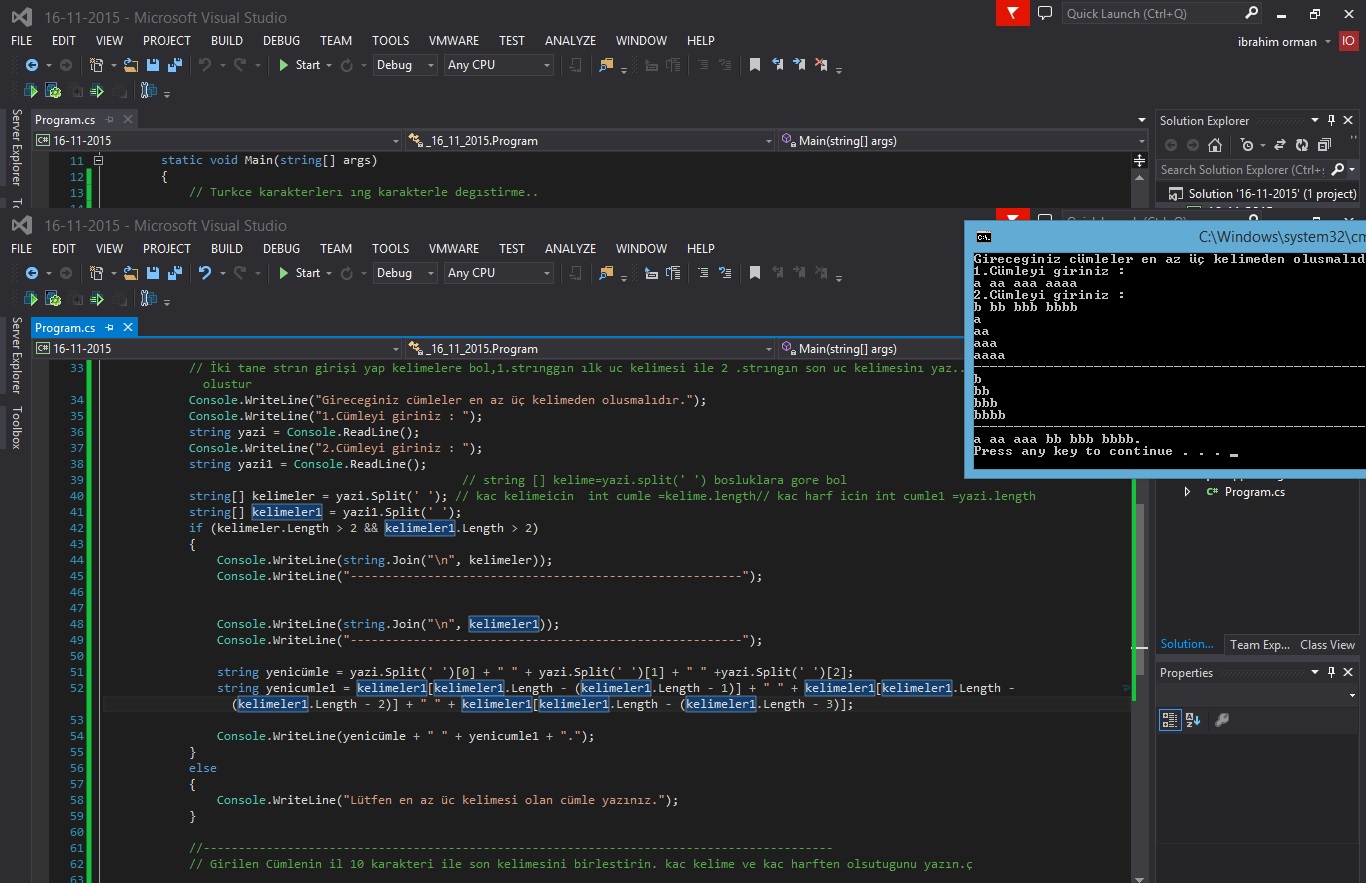 16-11-2015 - Microsoft Visual Studio
Quick Launch (Ctrl+Q)
FILE EDIT VIEW PROJECT BUILD DEBUG TEAM TOOLS VMWARE TEST ANALYZE WINDOW HELP
ibrahim orman IO
Start Debug Any CPU
Server Explorer
Program.cs
16-11-2015 _16_11_2015.Program Main(string[] args)
11 static void Main(string[] args)
12 {
13 // Turkce karakterlerı ıng karakterle degıstirme..
Solution Explorer
Search Solution Explorer (Ctrl+;
Solution '16-11-2015' (1 project)
16-11-2015 - Microsoft Visual Studio
FILE EDIT VIEW PROJECT BUILD DEBUG TEAM TOOLS VMWARE TEST ANALYZE WINDOW HELP
Start Debug Any CPU
Server Explorer
Toolbox
Program.cs
16-11-2015 _16_11_2015.Program Main(string[] args)
33 // İki tane strın girişi yap kelimelere bol,1.strınggın ılk uc kelimesi ile 2 .strıngın son uc kelimesinı yaz..
olustur
34 Console.WriteLine("Gireceginiz cümleler en az üç kelimeden olusmalıdır.");
35 Console.WriteLine("1.Cümleyi giriniz : ");
36 string yazi = Console.ReadLine();
37 Console.WriteLine("2.Cümleyi giriniz : ");
38 string yazi1 = Console.ReadLine();
39 // string [] kelime=yazi.split(' ') bosluklara gore bol
40 string[] kelimeler = yazi.Split(' '); // kac kelimeicin int cumle =kelime.length// kac harf icin int cumle1 =yazi.length
41 string[] kelimeler1 = yazi1.Split(' ');
42 if (kelimeler.Length > 2 && kelimeler1.Length > 2)
43 {
44 Console.WriteLine(string.Join("\n", kelimeler));
45 Console.WriteLine("--------------------------------------------------------");
46
47
48 Console.WriteLine(string.Join("\n", kelimeler1));
49 Console.WriteLine("--------------------------------------------------------");
50
51 string yenicümle = yazi.Split(' ')[0] + " " + yazi.Split(' ')[1] + " " +yazi.Split(' ')[2];
52 string yenicumle1 = kelimeler1[kelimeler1.Length - (kelimeler1.Length - 1)] + " " + kelimeler1[kelimeler1.Length -
(kelimeler1.Length - 2)] + " " + kelimeler1[kelimeler1.Length - (kelimeler1.Length - 3)];
53
54 Console.WriteLine(yenicümle + " " + yenicumle1 + ".");
55 }
56 else
57 {
58 Console.WriteLine("Lütfen en az üc kelimesi olan cümle yazınız.");
59 }
60
61 //------------------------------------------------------------------------------------------
62 // Girilen Cümlenin il 10 karakteri ile son kelimesini birlestirin. kac kelime ve kac harften olsutugunu yazın.ç
63
C:\Windows\system32\cm
Gireceginiz cümleler en az üç kelimeden olusmalıd
1.Cümleyi giriniz :
a aa aaa aaaa
2.Cümleyi giriniz :
b bb bbb bbbb
a
aa
aaa
aaaa
--------------------------------------------------------
b
bb
bbb
bbbb
--------------------------------------------------------
a aa aaa bb bbb bbbb.
Press any key to continue . . . _
Program.cs
Solution... Team Exp... Class View
Properties